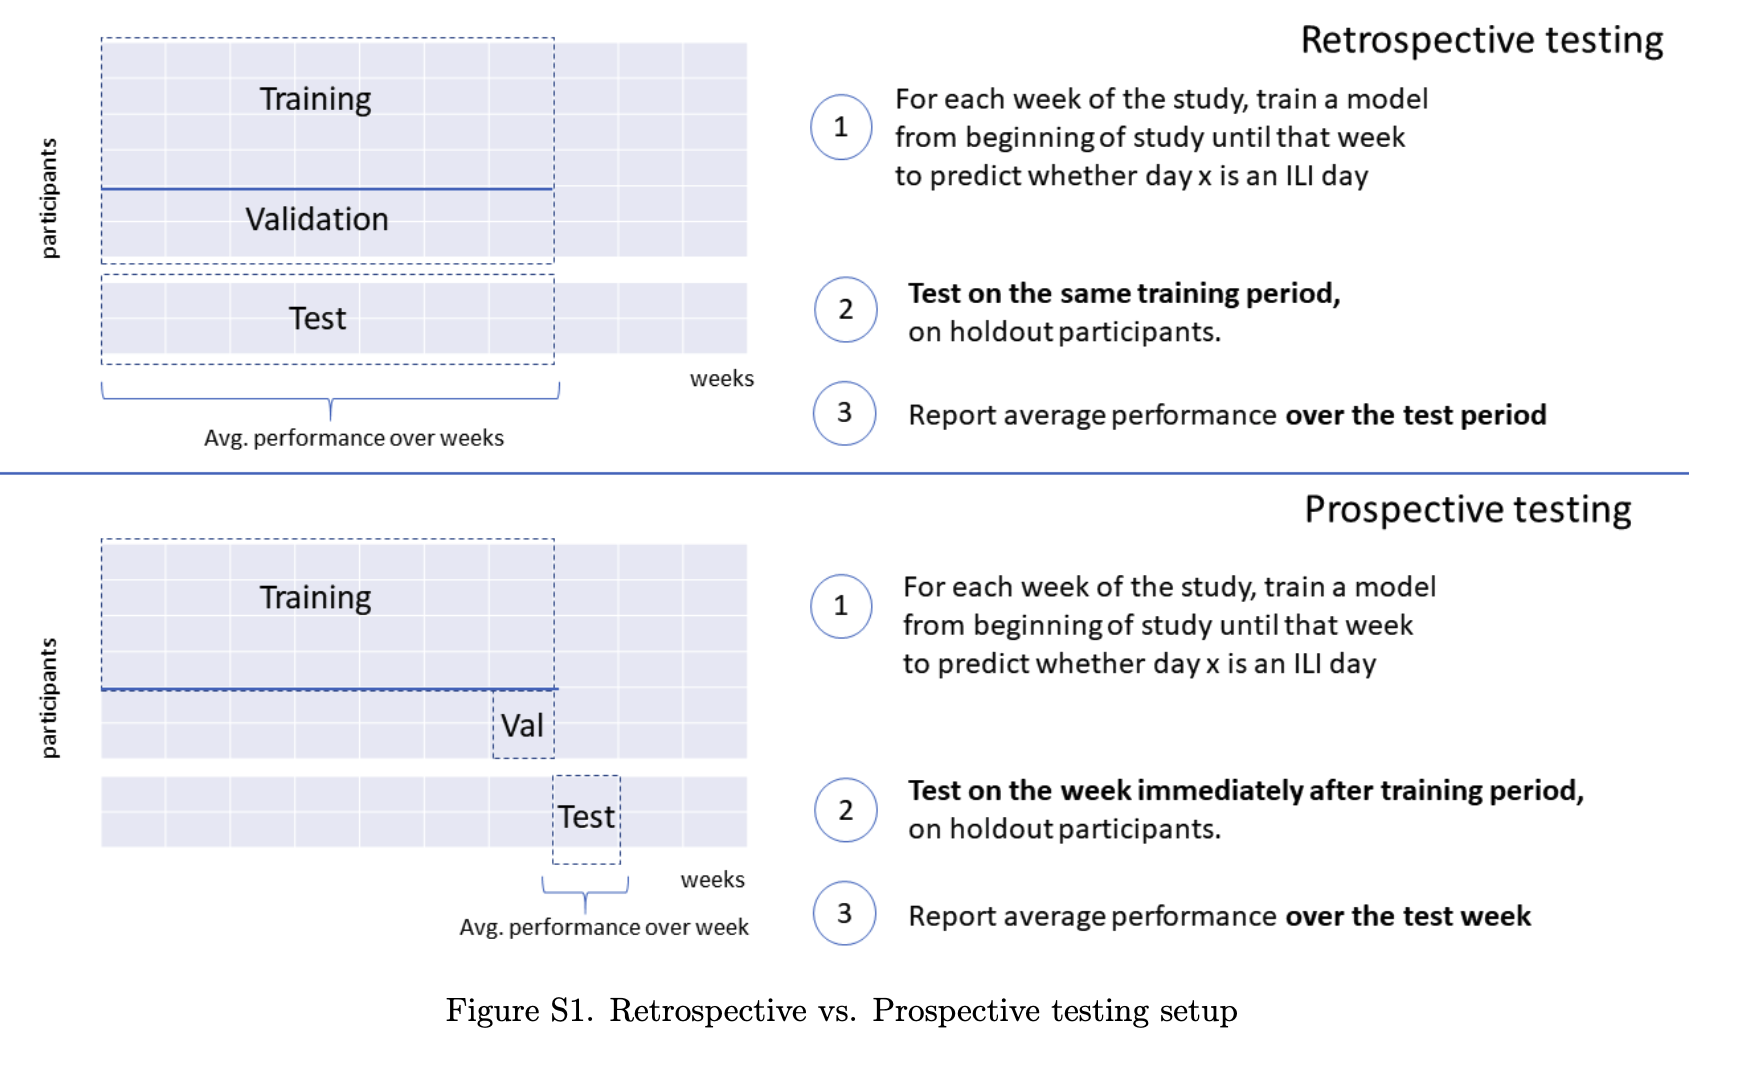 Retrospective testing
participants
Training
Validation
Test
weeks
Avg. performance over weeks
1
For each week of the study, train a model
from beginning of study until that week
to predict whether day x is an ILI day
2
Test on the same training period,
on holdout participants.
3
Report average performance over the test period
Prospective testing
participants
Training
Val
Test
weeks
Avg. performance over week
1
For each week of the study, train a model
from beginning of study until that week
to predict whether day x is an ILI day
2
Test on the week immediately after training period,
on holdout participants.
3
Report average performance over the test week
Figure S1. Retrospective vs. Prospective testing setup